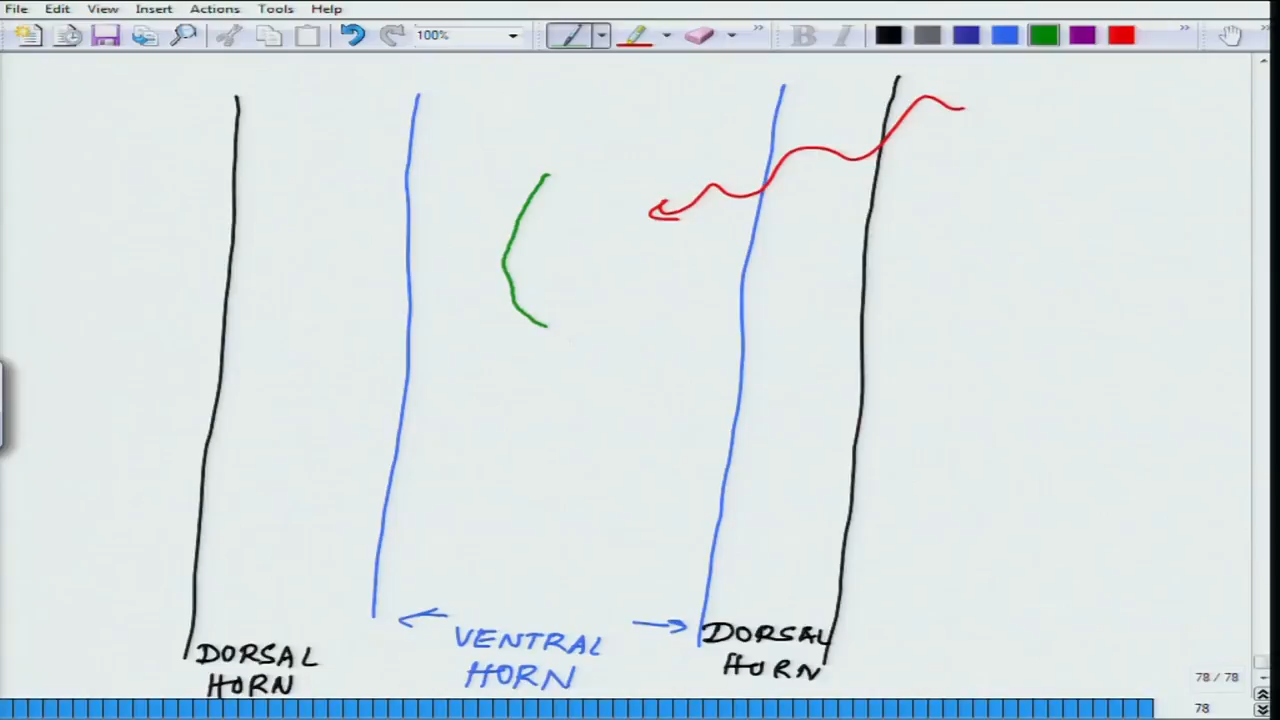 File Edit View Insert Actions Tools Help
100%
B I
DORSAL
HORN
VENTRAL
HORN
DORSAL
HORN
78 / 78
78